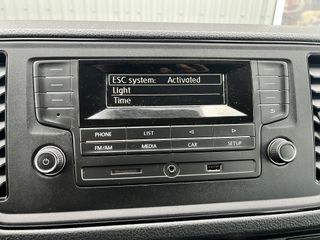 ESC system: Activated
Light
Time
PHONE LIST
FM/AM MEDIA CAR SETUP